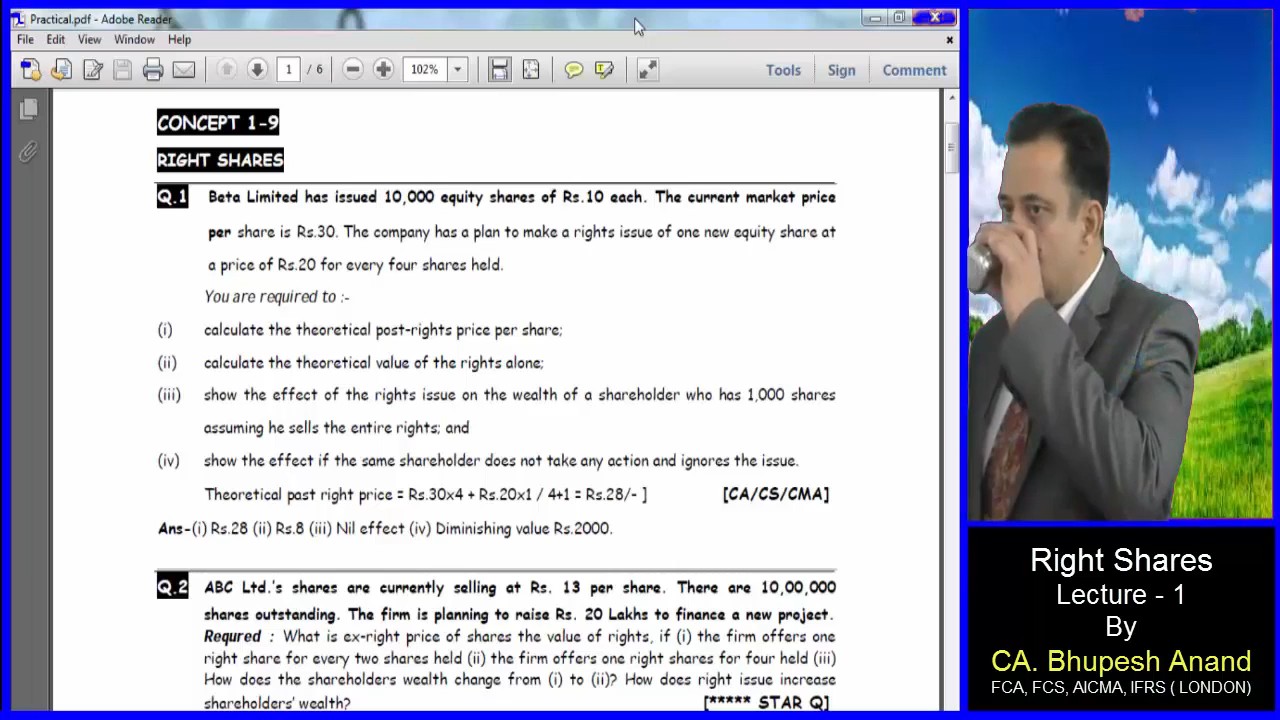 Practical.pdf - Adobe Reader
File Edit View Window Help
1 / 6 102% Tools Sign Comment
CONCEPT 1-9
RIGHT SHARES
Q.1 Beta Limited has issued 10,000 equity shares of Rs.10 each. The current market price
per share is Rs.30. The company has a plan to make a rights issue of one new equity share at
a price of Rs.20 for every four shares held.
You are required to :-
(i) calculate the theoretical post-rights price per share;
(ii) calculate the theoretical value of the rights alone;
(iii) show the effect of the rights issue on the wealth of a shareholder who has 1,000 shares
assuming he sells the entire rights; and
(iv) show the effect if the same shareholder does not take any action and ignores the issue.
Theoretical past right price = Rs.30x4 + Rs.20x1 / 4+1 = Rs.28/- ] [CA/CS/CMA]
Ans-(i) Rs.28 (ii) Rs.8 (iii) Nil effect (iv) Diminishing value Rs.2000.
Q.2 ABC Ltd.'s shares are currently selling at Rs. 13 per share. There are 10,00,000
shares outstanding. The firm is planning to raise Rs. 20 Lakhs to finance a new project.
Requred : What is ex-right price of shares the value of rights, if (i) the firm offers one
right share for every two shares held (ii) the firm offers one right shares for four held (iii)
How does the shareholders wealth change from (i) to (ii)? How does right issue increase
shareholders' wealth? [***** STAR Q]
Right Shares
Lecture - 1
By
CA. Bhupesh Anand
FCA, FCS, AICMA, IFRS ( LONDON)